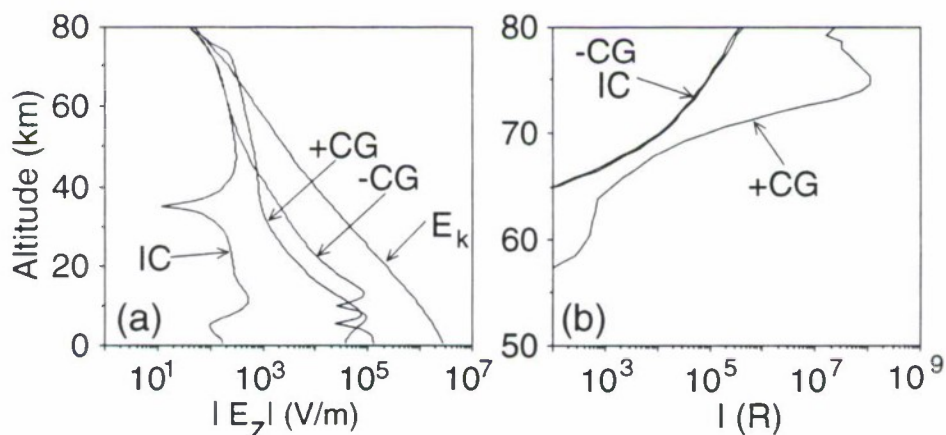 80
60
40
20
0
Altitude (km)
+CG
-CG
E_k
IC
(a)
10^1
10^3
10^5
10^7
| E_z | (V/m)
80
70
60
50
-CG
IC
+CG
(b)
10^3
10^5
10^7
10^9
I (R)